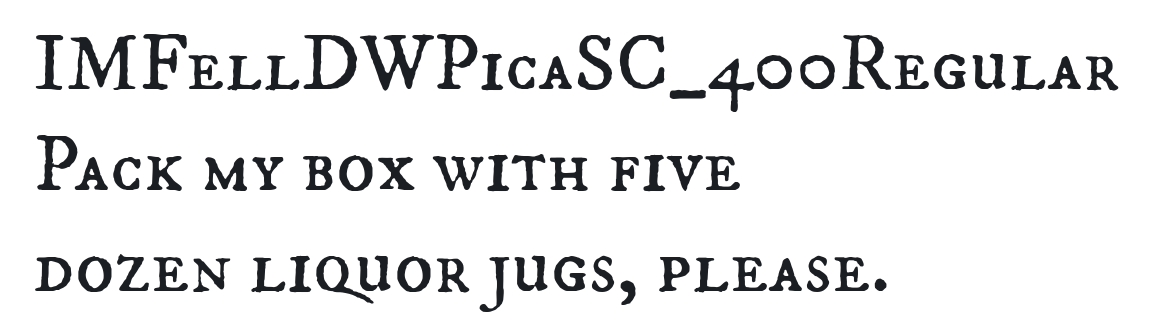 IMFellDWPicaSC_400Regular
Pack my box with five
dozen liquor jugs, please.